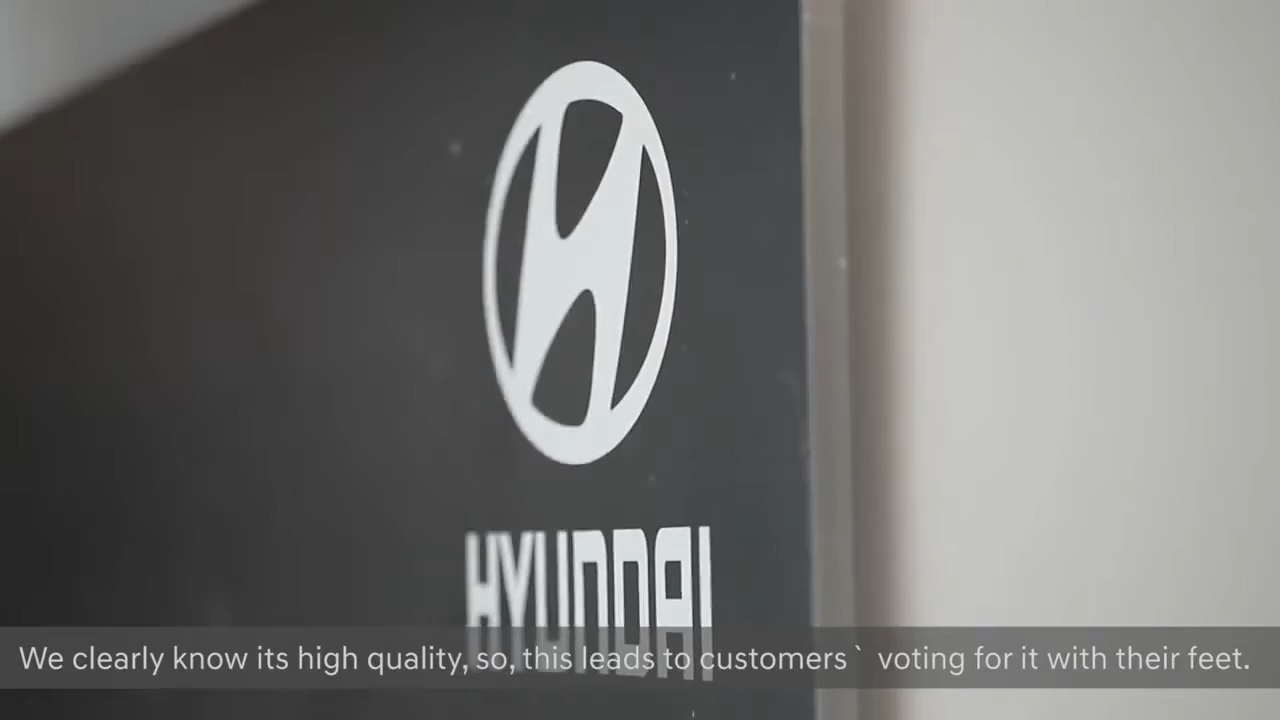 HYUNDAI
We clearly know its high quality, so, this leads to customers` voting for it with their feet.